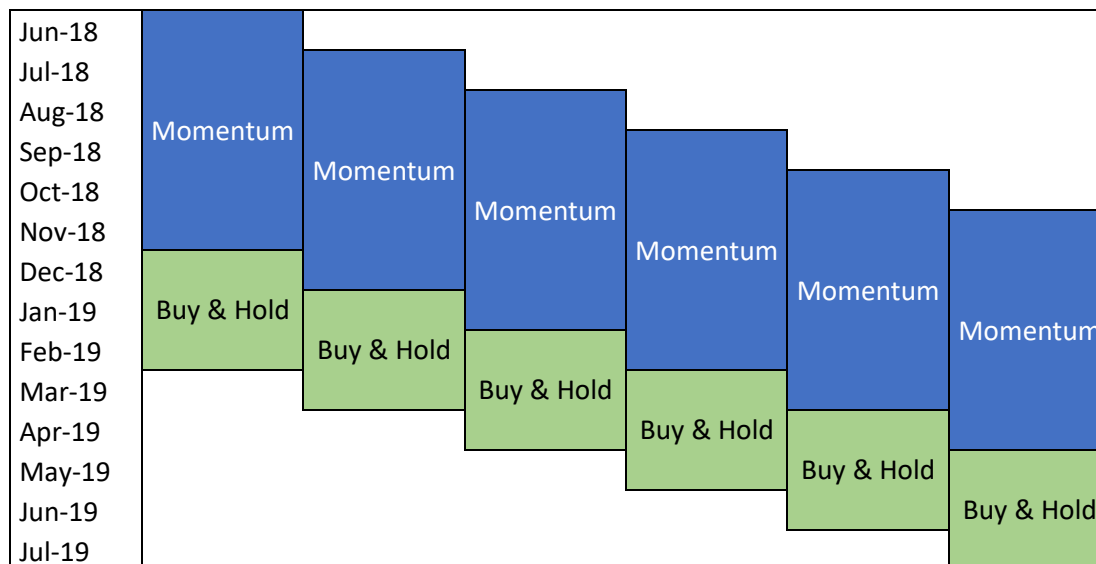 Jun-18
Jul-18
Aug-18
Momentum
Sep-18
Momentum
Oct-18
Momentum
Nov-18
Momentum
Dec-18
Momentum
Jan-19
Buy & Hold
Momentum
Feb-19
Buy & Hold
Mar-19
Buy & Hold
Apr-19
Buy & Hold
May-19
Buy & Hold
Jun-19
Buy & Hold
Jul-19